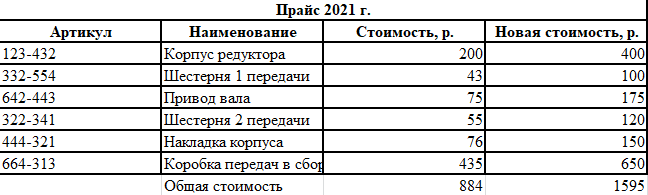 Прайс 2021 г.
Артикул Наименование Стоимость, р. Новая стоимость, р.
123-432 Корпус редуктора 200 400
332-554 Шестерня 1 передачи 43 100
642-443 Привод вала 75 175
322-341 Шестерня 2 передачи 55 120
444-321 Накладка корпуса 76 150
664-313 Коробка передач в сбор 435 650
Общая стоимость 884 1595